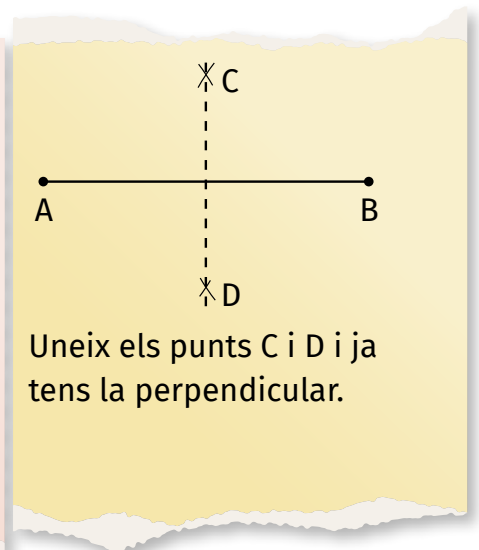 C
A
B
D
Uneix els punts C i D i ja
tens la perpendicular.